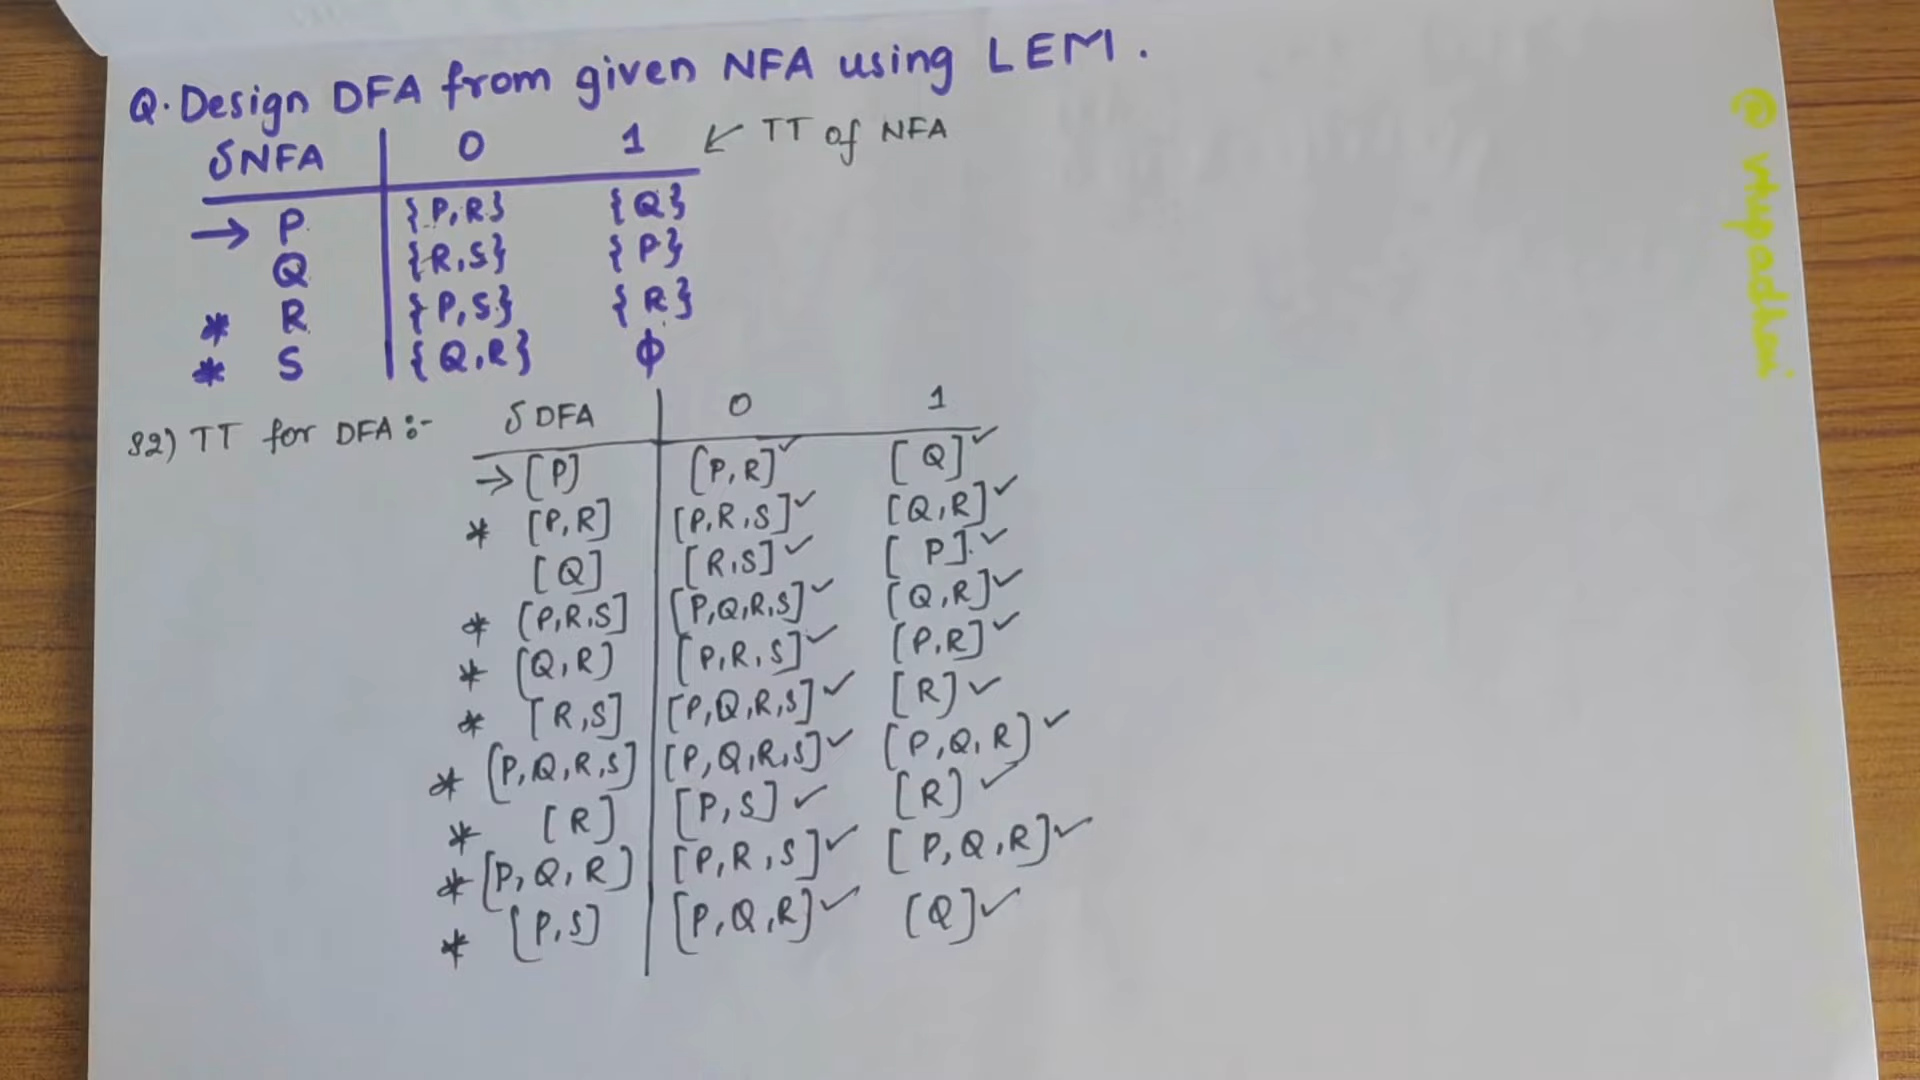 Q. Design DFA from given NFA using LEM.
δNFA 0 1 ↙ TT of NFA
→ P {P,R} {Q}
Q {R,S} {P}
* R {P,S} {R}
* S {Q,R} ϕ
S2) TT for DFA :- δDFA 0 1
→ [P] [P,R] ✓ [Q] ✓
* [P,R] [P,R,S] ✓ [Q,R] ✓
[Q] [R,S] ✓ [P]. ✓
* [P,R,S] [P,Q,R,S] ✓ [Q,R] ✓
* [Q,R) [P,R,S] ✓ [P,R] ✓
* [R,S] [P,Q,R,S] ✓ [R] ✓
* [P,Q,R,S] [P,Q,R,S] ✓ [P,Q,R) ✓
* [R] [P,S] ✓ [R] ✓
* [P,Q,R] [P,R,S] ✓ [P,Q,R] ✓
* [P,S] [P,Q,R] ✓ [Q] ✓
@vtupadhai